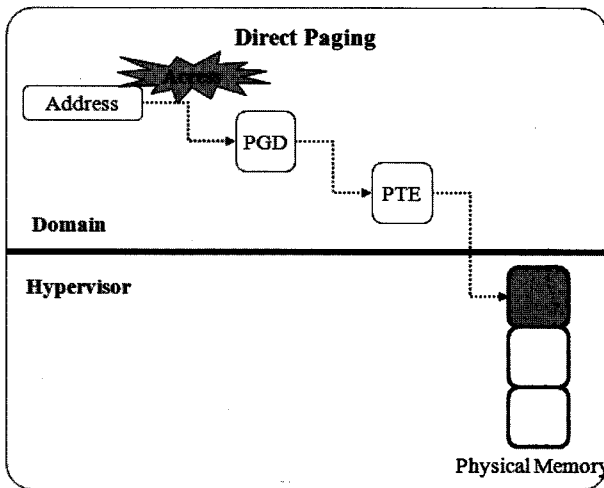 Direct Paging
Access
Address
PGD
PTE
Domain
Hypervisor
Physical Memory